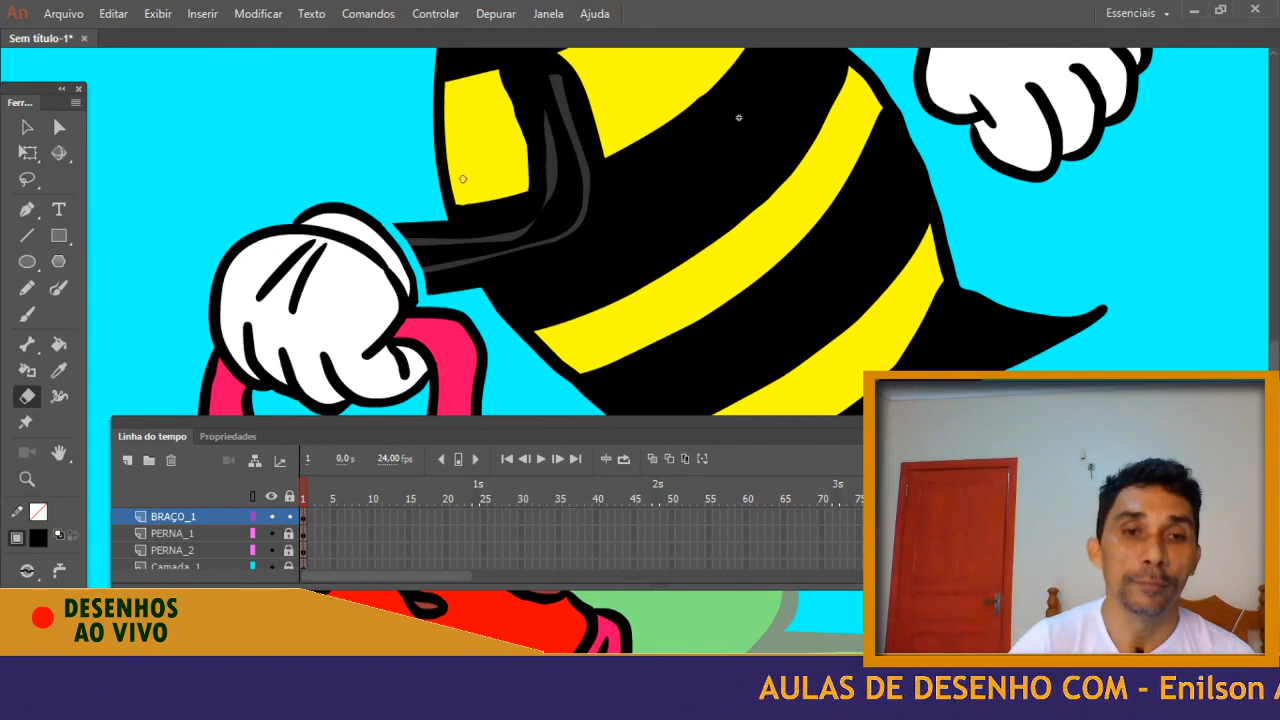 An Arquivo Editar Exibir Inserir Modificar Texto Comandos Controlar Depurar Janela Ajuda Essenciais
Sem título-1*
Ferr...
Linha do tempo Propriedades
1 0,0s 24,00 fps
1s 2s 3s
1 5 10 15 20 25 30 35 40 45 50 55 60 65 70 75
BRAÇO_1
PERNA_1
PERNA_2
Camada_1
DESENHOS
AO VIVO
AULAS DE DESENHO COM - Enilson